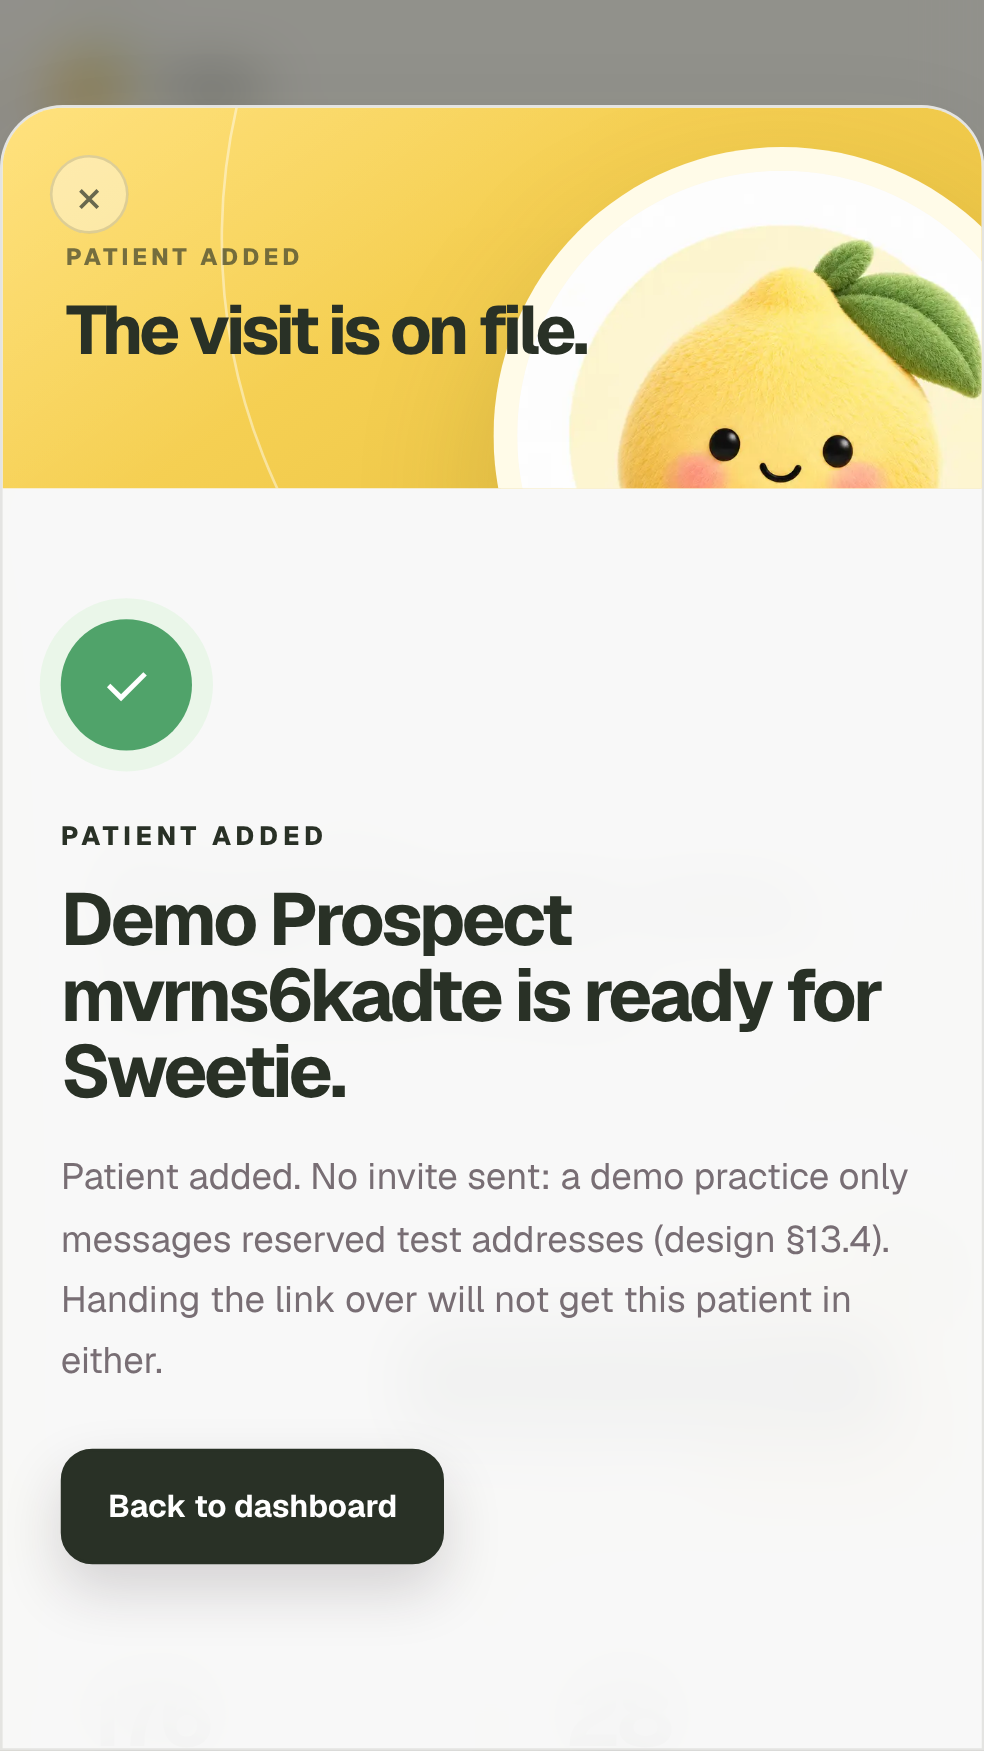 PATIENT ADDED
The visit is on file.
PATIENT ADDED
Demo Prospect
mvrns6kadte is ready for
Sweetie.
Patient added. No invite sent: a demo practice only
messages reserved test addresses (design §13.4).
Handing the link over will not get this patient in
either.
Back to dashboard